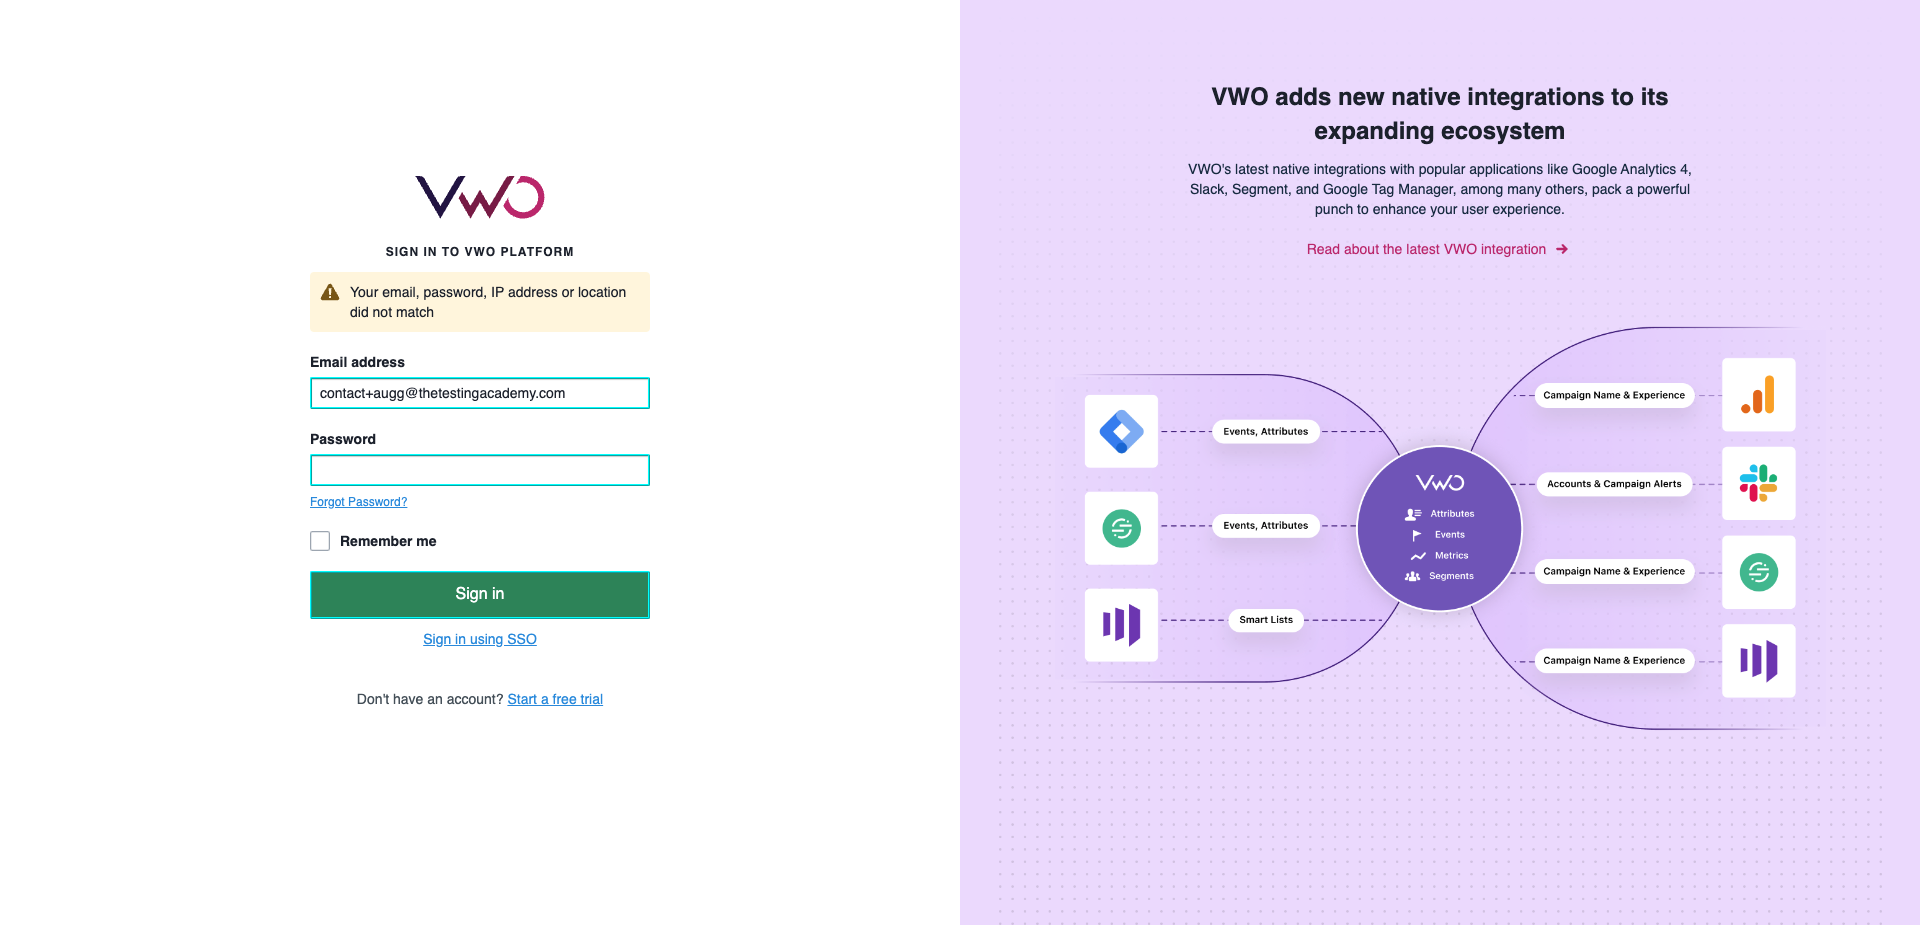 VWO
SIGN IN TO VWO PLATFORM
Your email, password, IP address or location
did not match
Email address
contact+augg@thetestingacademy.com
Password
Forgot Password?
Remember me
Sign in
Sign in using SSO
Don't have an account? Start a free trial
VWO adds new native integrations to its
expanding ecosystem
VWO's latest native integrations with popular applications like Google Analytics 4,
Slack, Segment, and Google Tag Manager, among many others, pack a powerful
punch to enhance your user experience.
Read about the latest VWO integration
Events, Attributes
Events, Attributes
Smart Lists
VWO
Attributes
Events
Metrics
Segments
Campaign Name & Experience
Accounts & Campaign Alerts
Campaign Name & Experience
Campaign Name & Experience